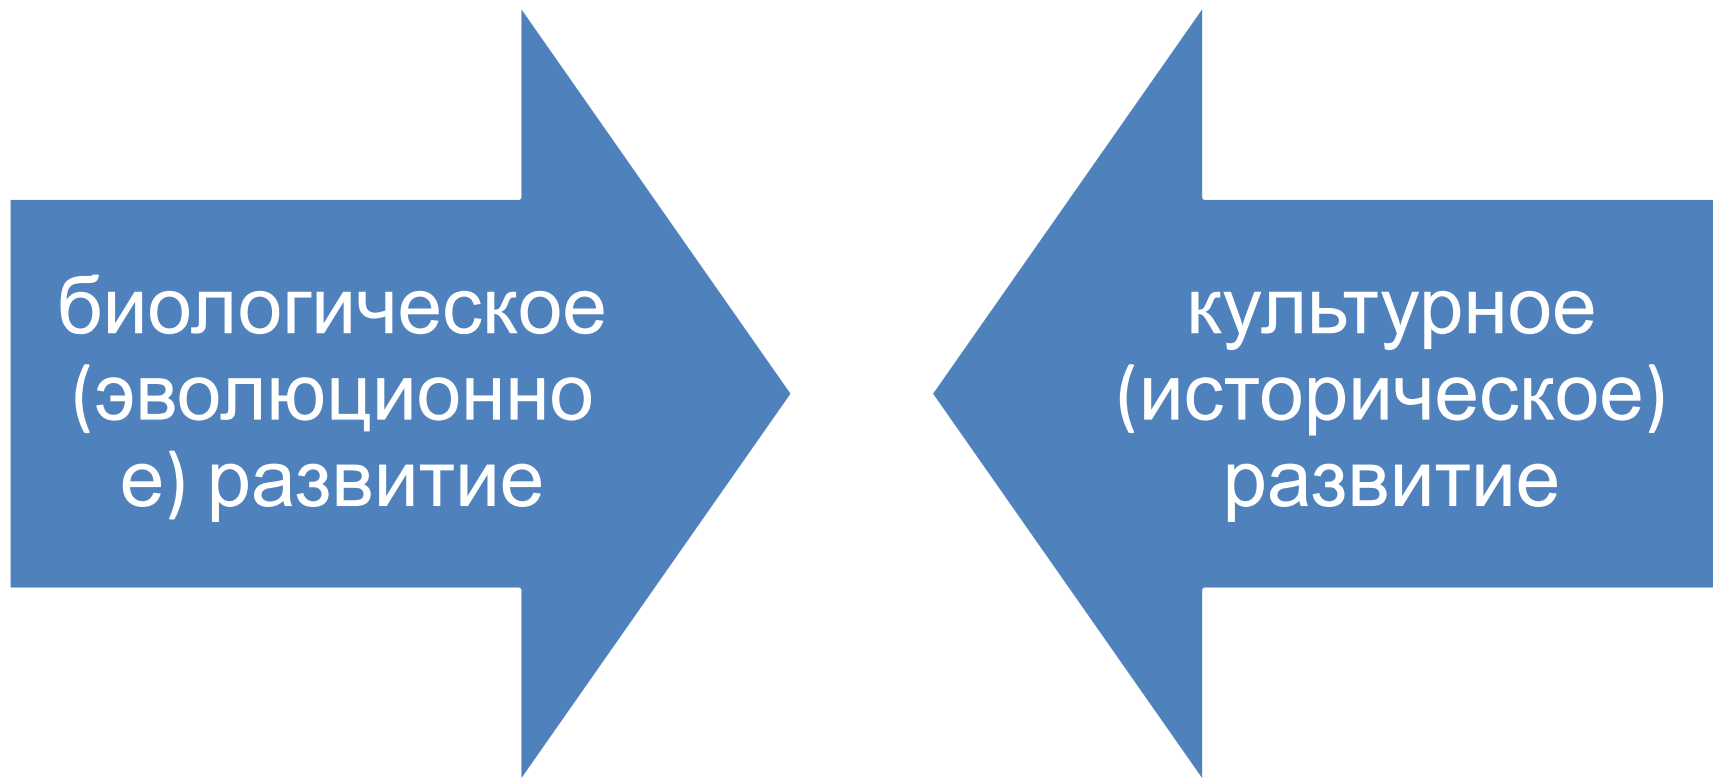 биологическое
(эволюционно
е) развитие
культурное
(историческое)
развитие